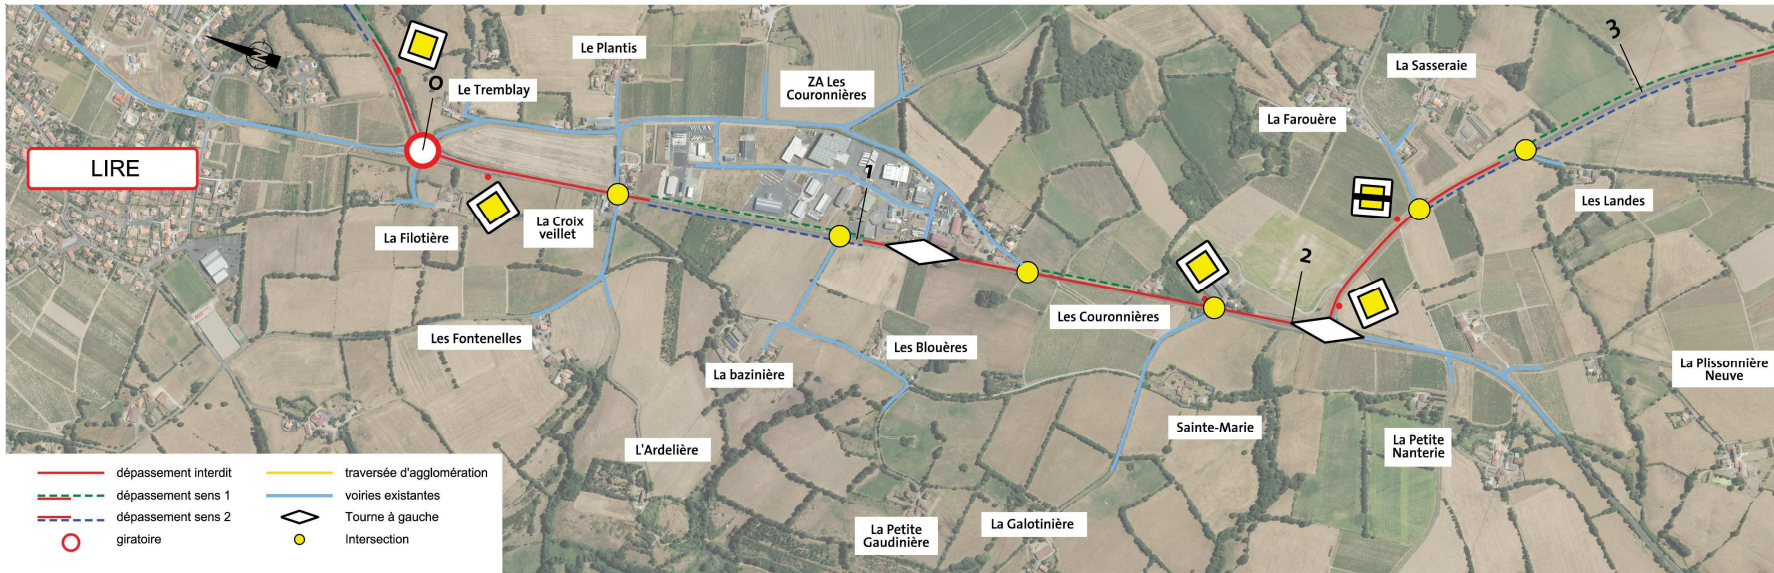 3
Le Plantis
La Sasseraie
0
Le Tremblay
ZA Les
Couronnières
N
La Farouère
LIRE
1
Les Landes
La Filotière
La Croix
veillet
2
Les Couronnières
Les Fontenelles
Les Blouères
La bazinière
La Plissonnière
Neuve
Sainte-Marie
La Petite
Nanterie
L'Ardelière
La Galotinière
La Petite
Gaudinière
dépassement interdit
dépassement sens 1
dépassement sens 2
giratoire
traversée d'agglomération
voiries existantes
Tourne à gauche
Intersection